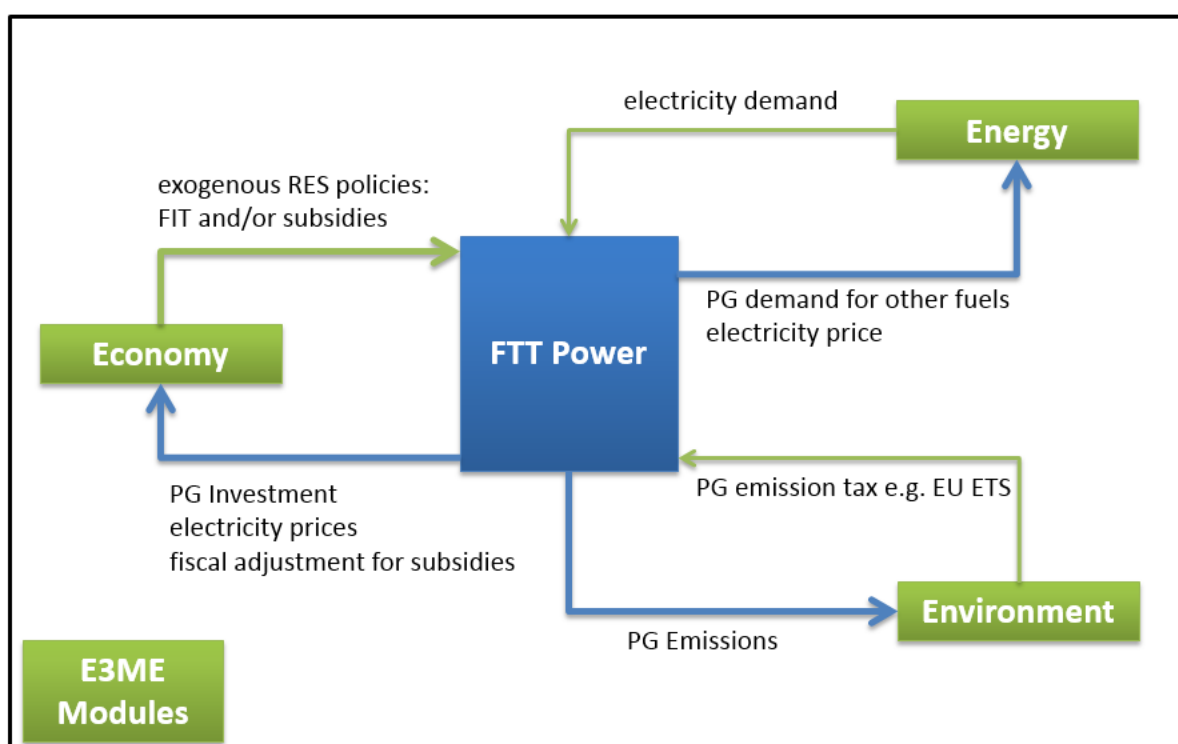 electricity demand
Energy
exogenous RES policies:
FIT and/or subsidies
FTT Power
PG demand for other fuels
electricity price
Economy
PG Investment
electricity prices
fiscal adjustment for subsidies
PG emission tax e.g. EU ETS
Environment
PG Emissions
E3ME
Modules